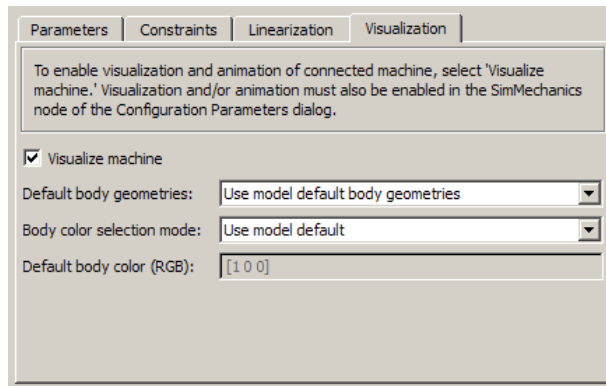 Parameters Constraints Linearization Visualization
To enable visualization and animation of connected machine, select 'Visualize
machine.' Visualization and/or animation must also be enabled in the SimMechanics
node of the Configuration Parameters dialog.
Visualize machine
Default body geometries: Use model default body geometries
Body color selection mode: Use model default
Default body color (RGB): [1 0 0]